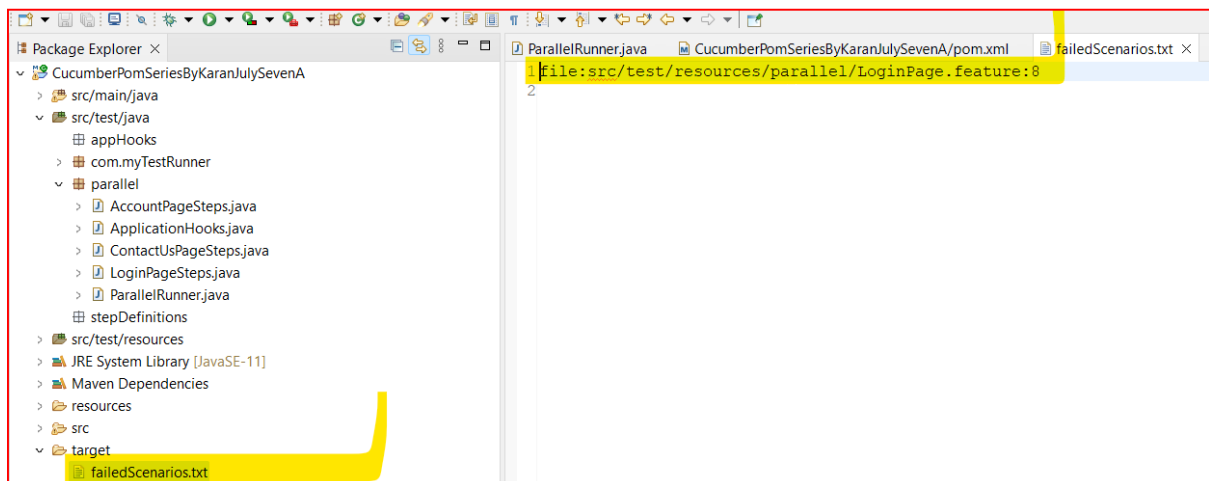 Package Explorer ×
CucumberPomSeriesByKaranJulySevenA
src/main/java
src/test/java
appHooks
com.myTestRunner
parallel
AccountPageSteps.java
ApplicationHooks.java
ContactUsPageSteps.java
LoginPageSteps.java
ParallelRunner.java
stepDefinitions
src/test/resources
JRE System Library [JavaSE-11]
Maven Dependencies
resources
src
target
failedScenarios.txt
ParallelRunner.java CucumberPomSeriesByKaranJulySevenA/pom.xml failedScenarios.txt ×
1 file:src/test/resources/parallel/LoginPage.feature:8
2